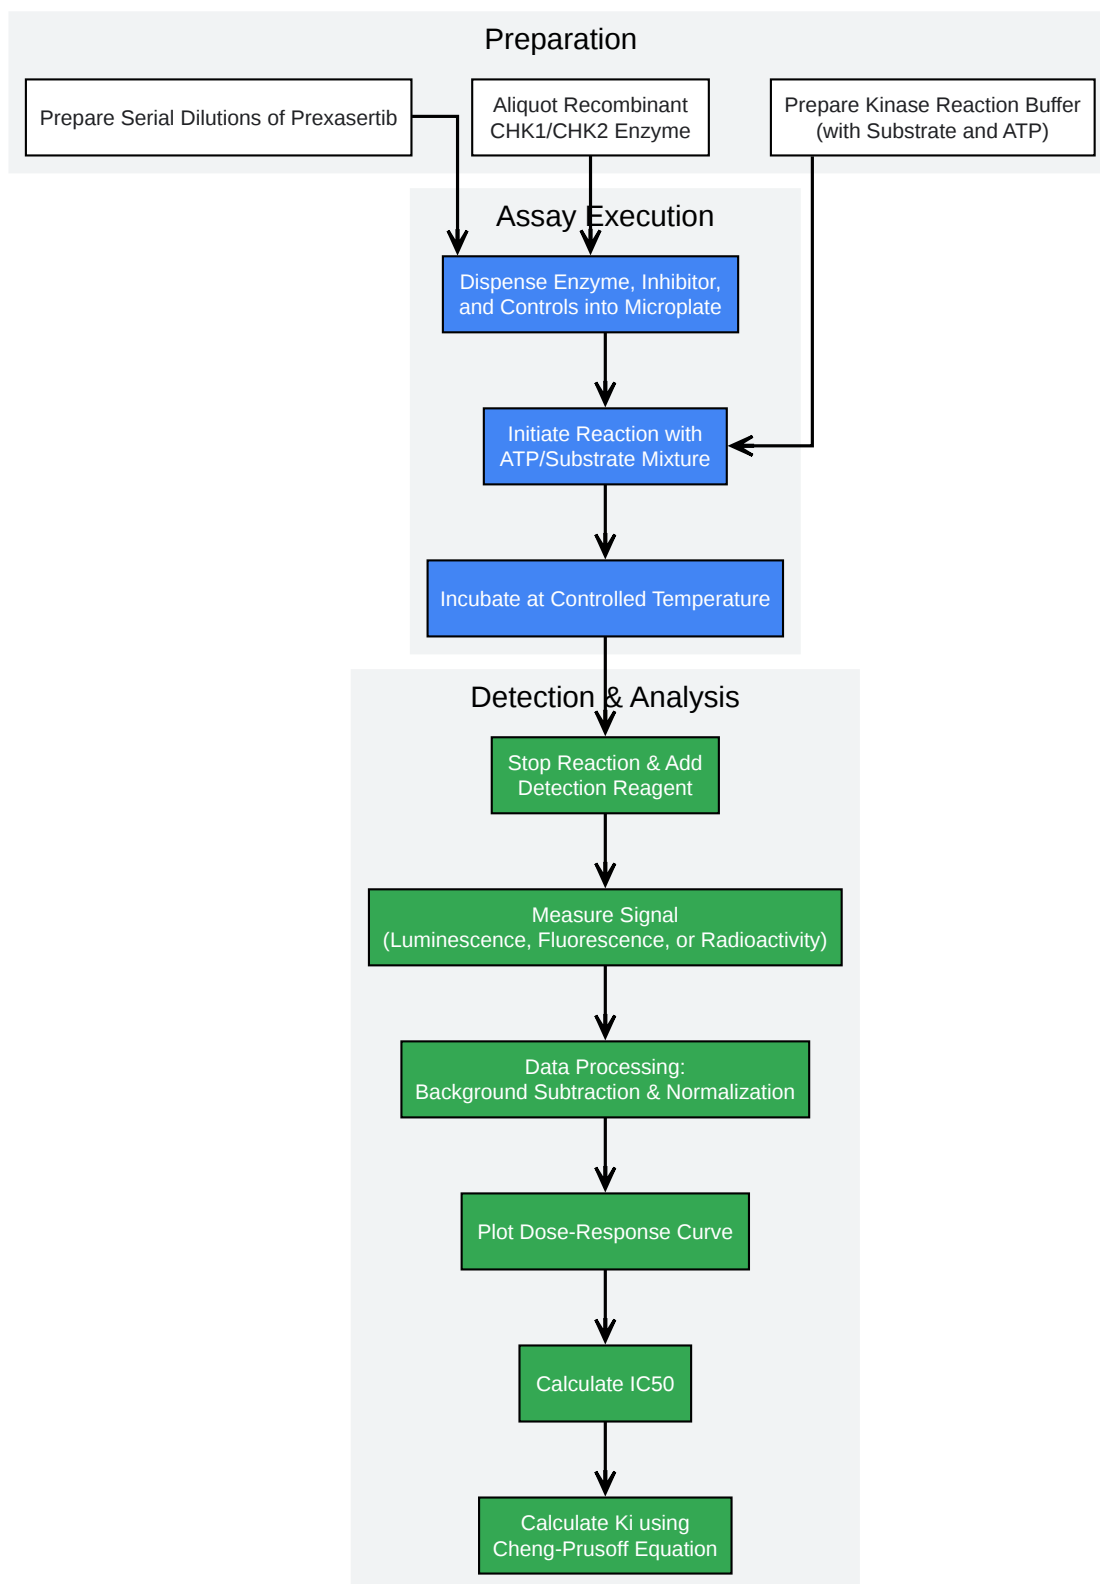 Preparation
Prepare Serial Dilutions of Prexasertib
Aliquot Recombinant
CHK1/CHK2 Enzyme
Prepare Kinase Reaction Buffer
(with Substrate and ATP)
Assay Execution
Dispense Enzyme, Inhibitor,
and Controls into Microplate
Initiate Reaction with
ATP/Substrate Mixture
Incubate at Controlled Temperature
Detection & Analysis
Stop Reaction & Add
Detection Reagent
Measure Signal
(Luminescence, Fluorescence, or Radioactivity)
Data Processing:
Background Subtraction & Normalization
Plot Dose-Response Curve
Calculate IC50
Calculate Ki using
Cheng-Prusoff Equation